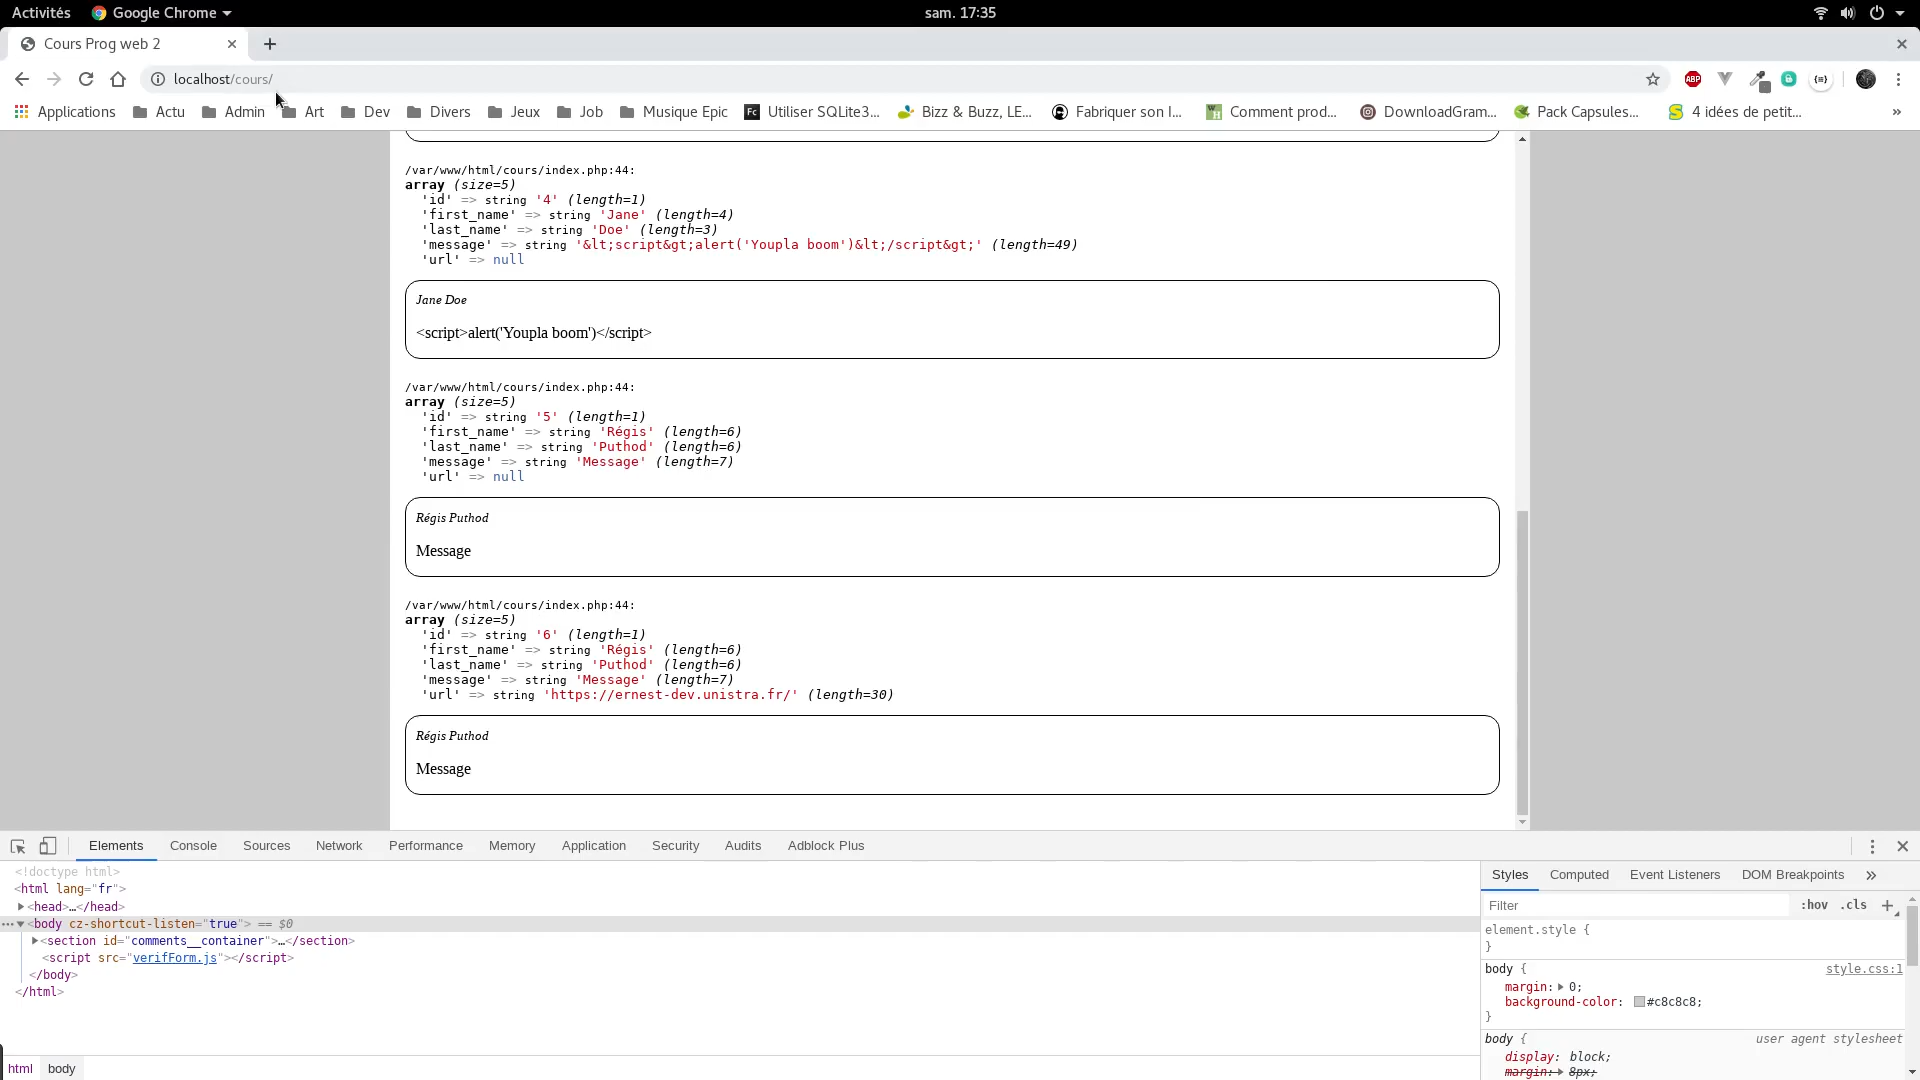 Activités Google Chrome sam. 17:35
Cours Prog web 2
localhost/cours/
Applications Actu Admin Art Dev Divers Jeux Job Musique Epic Utiliser SQLite3... Bizz & Buzz, LE... Fabriquer son I... Comment prod... DownloadGram... Pack Capsules... 4 idées de petit... »
/var/www/html/cours/index.php:44:
array (size=5)
'id' => string '4' (length=1)
'first_name' => string 'Jane' (length=4)
'last_name' => string 'Doe' (length=3)
'message' => string '&lt;script&gt;alert('Youpla boom')&lt;/script&gt;' (length=49)
'url' => null
Jane Doe
<script>alert('Youpla boom')</script>
/var/www/html/cours/index.php:44:
array (size=5)
'id' => string '5' (length=1)
'first_name' => string 'Régis' (length=6)
'last_name' => string 'Puthod' (length=6)
'message' => string 'Message' (length=7)
'url' => null
Régis Puthod
Message
/var/www/html/cours/index.php:44:
array (size=5)
'id' => string '6' (length=1)
'first_name' => string 'Régis' (length=6)
'last_name' => string 'Puthod' (length=6)
'message' => string 'Message' (length=7)
'url' => string 'https://ernest-dev.unistra.fr/' (length=30)
Régis Puthod
Message
Elements Console Sources Network Performance Memory Application Security Audits Adblock Plus
<!doctype html>
<html lang="fr">
<head>…</head>
<body cz-shortcut-listen="true"> == $0
<section id="comments__container">…</section>
<script src="verifForm.js"></script>
</body>
</html>
html body
Styles Computed Event Listeners DOM Breakpoints »
Filter :hov .cls +
element.style {
}
body { style.css:1
margin: 0;
background-color: #c8c8c8;
}
body { user agent stylesheet
display: block;
margin: 8px;